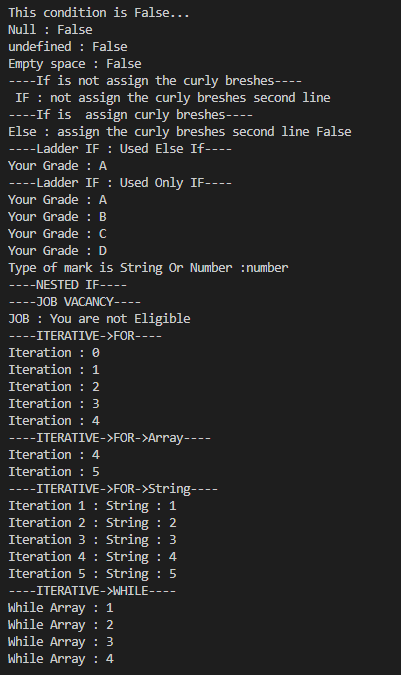 This condition is False...
Null : False
undefined : False
Empty space : False
----If is not assign the curly breshes----
 IF : not assign the curly breshes second line
----If is  assign curly breshes----
Else : assign the curly breshes second line False
----Ladder IF : Used Else If----
Your Grade : A
----Ladder IF : Used Only IF----
Your Grade : A
Your Grade : B
Your Grade : C
Your Grade : D
Type of mark is String Or Number :number
----NESTED IF----
----JOB VACANCY----
JOB : You are not Eligible
----ITERATIVE->FOR----
Iteration : 0
Iteration : 1
Iteration : 2
Iteration : 3
Iteration : 4
----ITERATIVE->FOR->Array----
Iteration : 4
Iteration : 5
----ITERATIVE->FOR->String----
Iteration 1 : String : 1
Iteration 2 : String : 2
Iteration 3 : String : 3
Iteration 4 : String : 4
Iteration 5 : String : 5
----ITERATIVE->WHILE----
While Array : 1
While Array : 2
While Array : 3
While Array : 4